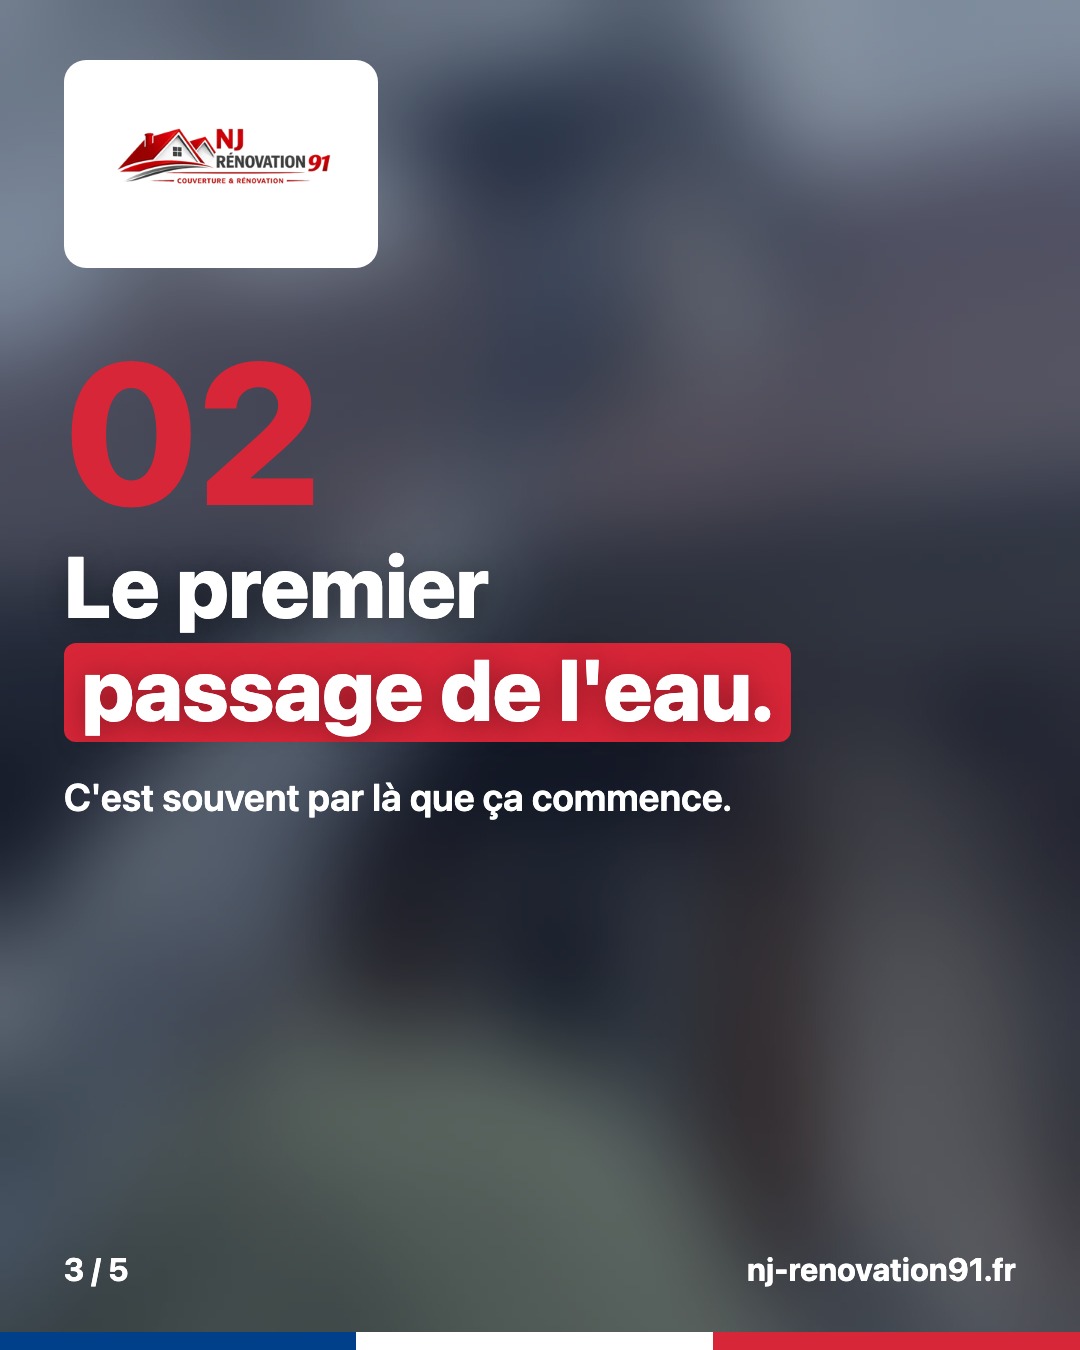 NJ
RÉNOVATION 91
COUVERTURE & RÉNOVATION
02
Le premier
passage de l'eau.
C'est souvent par là que ça commence.
3 / 5
nj-renovation91.fr